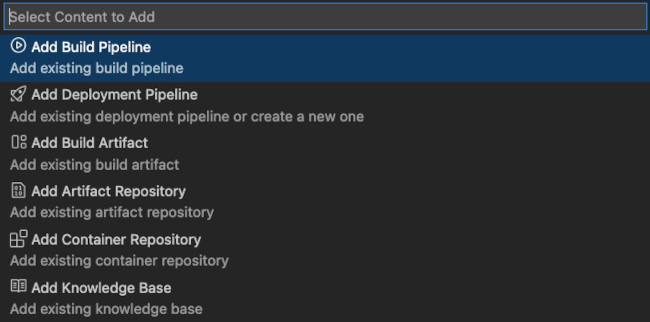 Select Content to Add
Add Build Pipeline
Add existing build pipeline
Add Deployment Pipeline
Add existing deployment pipeline or create a new one
Add Build Artifact
Add existing build artifact
Add Artifact Repository
Add existing artifact repository
Add Container Repository
Add existing container repository
Add Knowledge Base
Add existing knowledge base